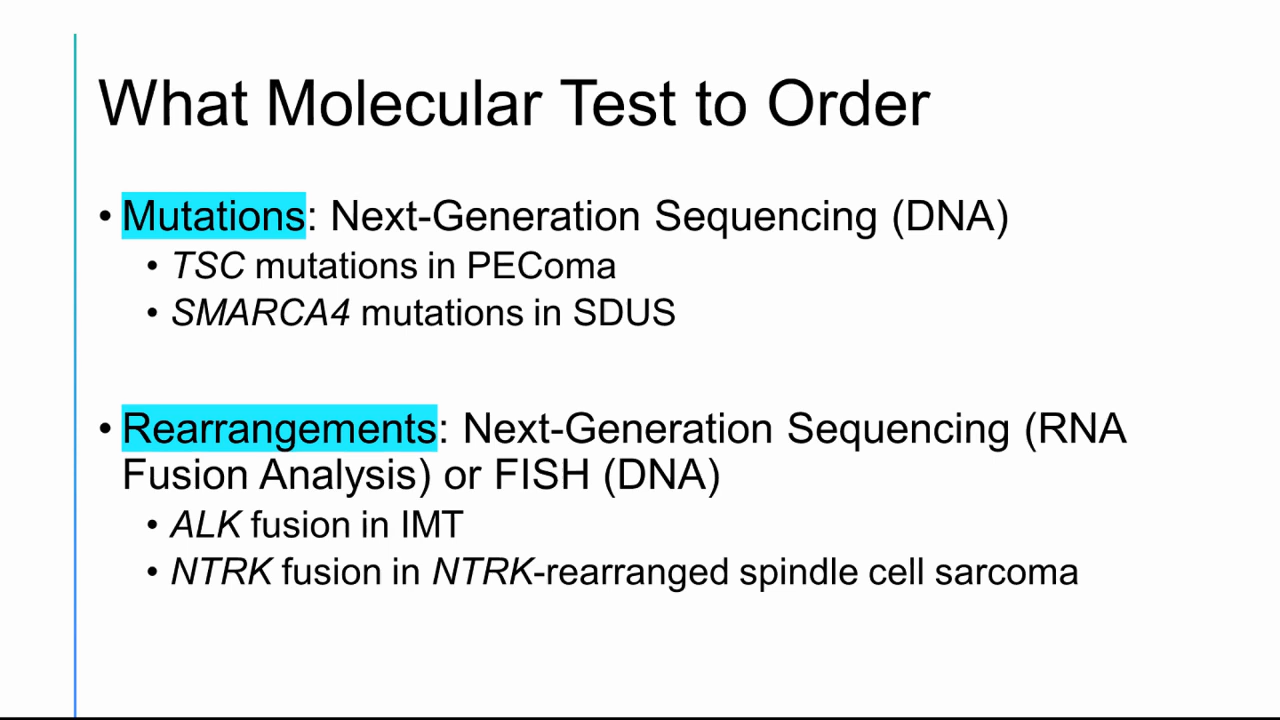 What Molecular Test to Order
• Mutations: Next-Generation Sequencing (DNA)
• TSC mutations in PEComa
• SMARCA4 mutations in SDUS
• Rearrangements: Next-Generation Sequencing (RNA
Fusion Analysis) or FISH (DNA)
• ALK fusion in IMT
• NTRK fusion in NTRK-rearranged spindle cell sarcoma